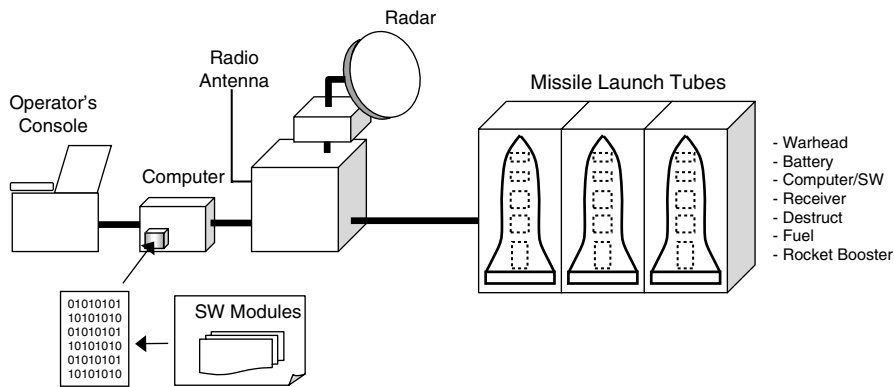 Radar
Radio
Antenna
Missile Launch Tubes
Operator's
Console
Computer
- Warhead
- Battery
- Computer/SW
- Receiver
- Destruct
- Fuel
- Rocket Booster
01010101
10101010
01010101
10101010
01010101
10101010
SW Modules